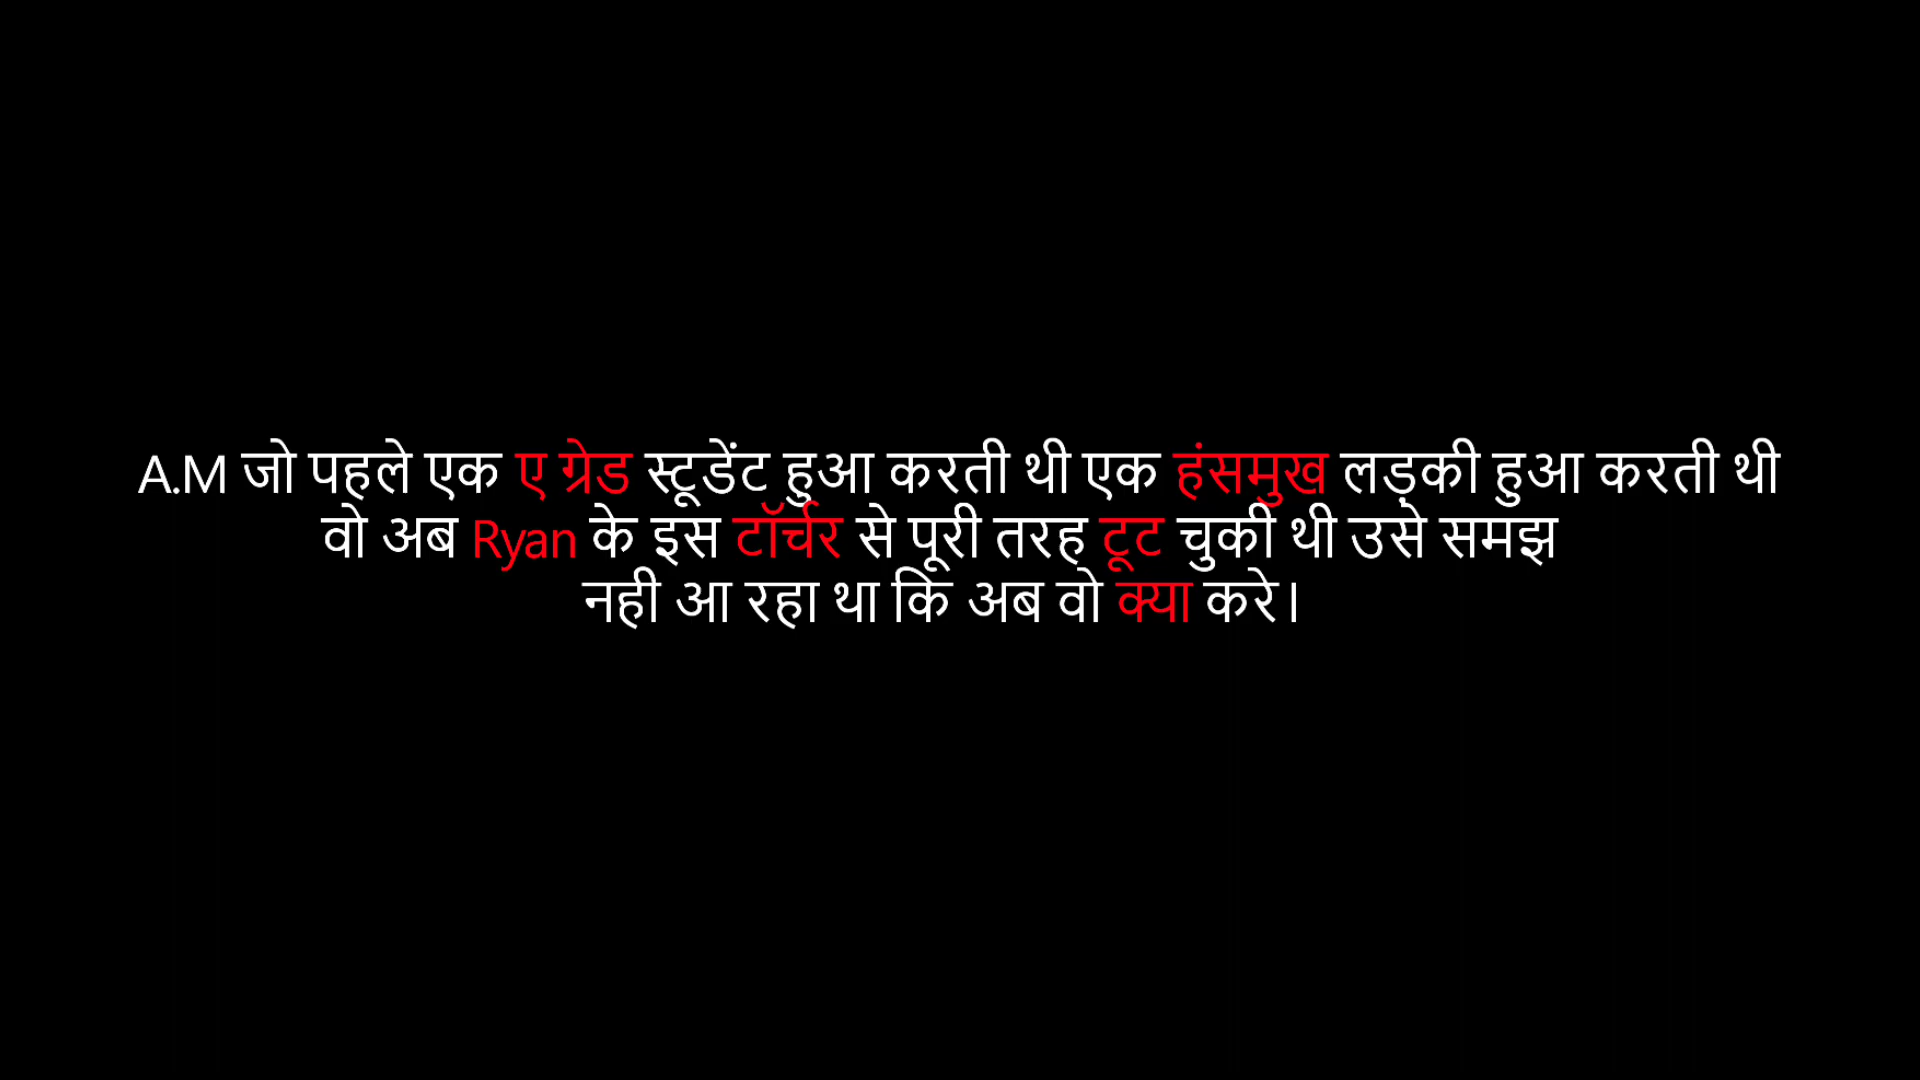 A.M जो पहले एक ए ग्रेड स्टूडेंट हुआ करती थी एक हंसमुख लड़की हुआ करती थी
वो अब Ryan के इस टॉर्चर से पूरी तरह टूट चुकी थी उसे समझ
नही आ रहा था कि अब वो क्या करे।